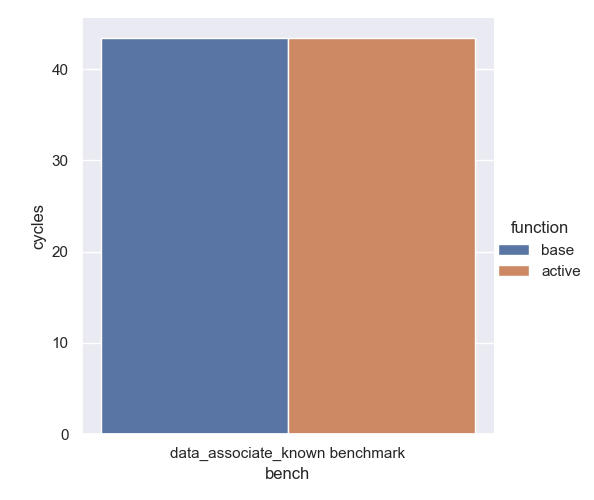 40
30
20
10
0
cycles
data_associate_known benchmark
bench
function
base
active